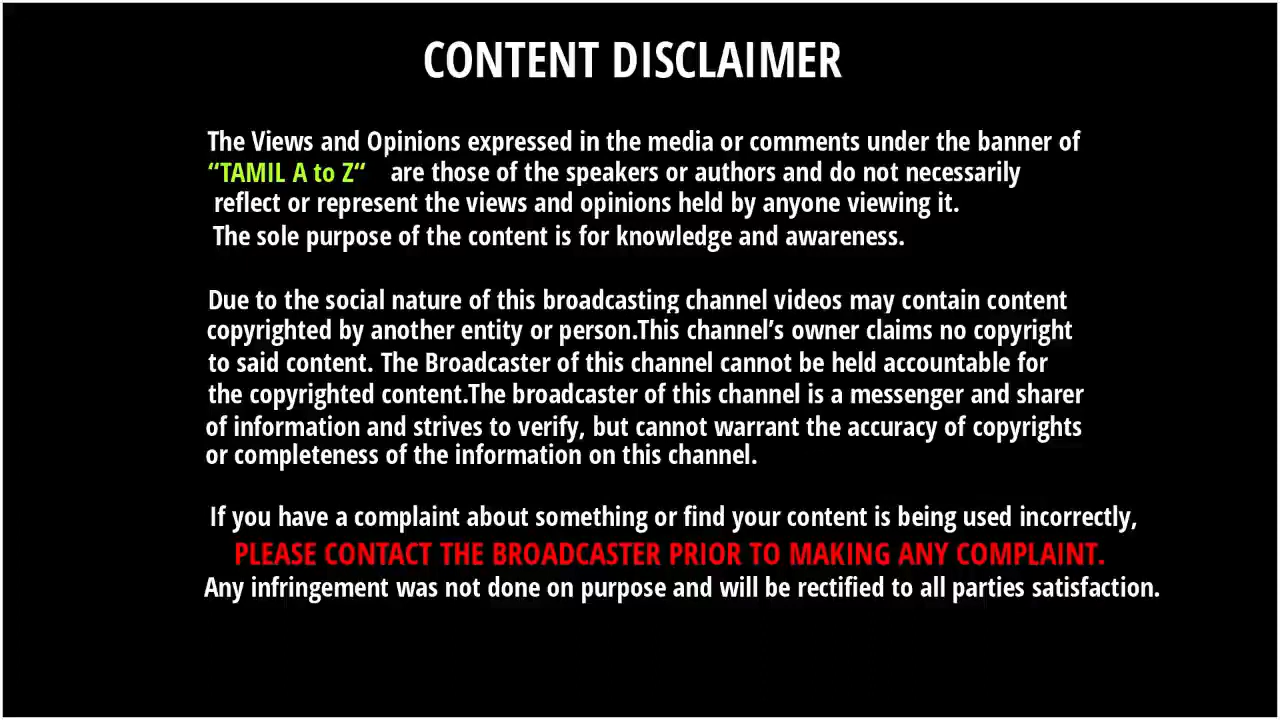 CONTENT DISCLAIMER
The Views and Opinions expressed in the media or comments under the banner of
“TAMIL A to Z“ are those of the speakers or authors and do not necessarily
reflect or represent the views and opinions held by anyone viewing it.
The sole purpose of the content is for knowledge and awareness.
Due to the social nature of this broadcasting channel videos may contain content
copyrighted by another entity or person.This channel’s owner claims no copyright
to said content. The Broadcaster of this channel cannot be held accountable for
the copyrighted content.The broadcaster of this channel is a messenger and sharer
of information and strives to verify, but cannot warrant the accuracy of copyrights
or completeness of the information on this channel.
If you have a complaint about something or find your content is being used incorrectly,
PLEASE CONTACT THE BROADCASTER PRIOR TO MAKING ANY COMPLAINT.
Any infringement was not done on purpose and will be rectified to all parties satisfaction.